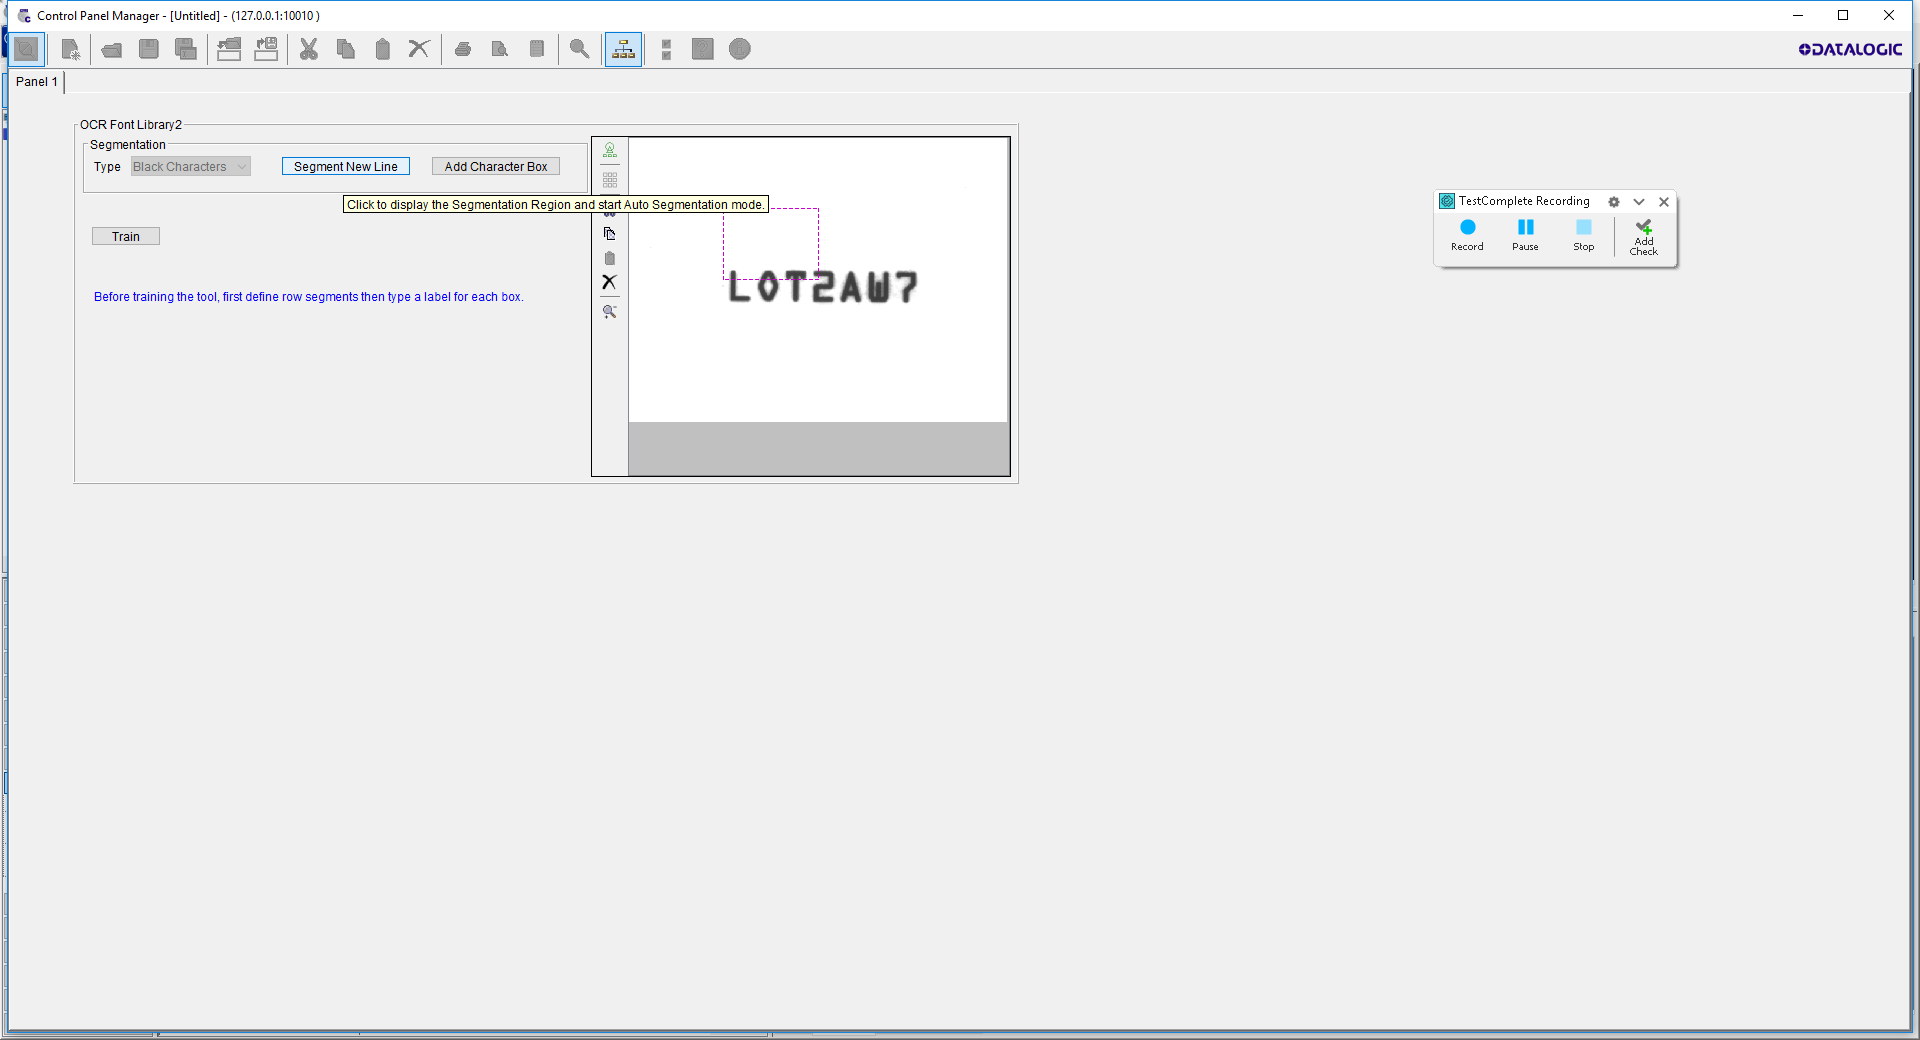 Control Panel Manager - [Untitled] - (127.0.0.1:10010 )
DATALOGIC
Panel 1
OCR Font Library2
Segmentation
Type
Black Characters
Segment New Line
Add Character Box
Click to display the Segmentation Region and start Auto Segmentation mode.
Train
Before training the tool, first define row segments then type a label for each box.
LOT2AW7
TestComplete Recording
Record
Pause
Stop
Add
Check